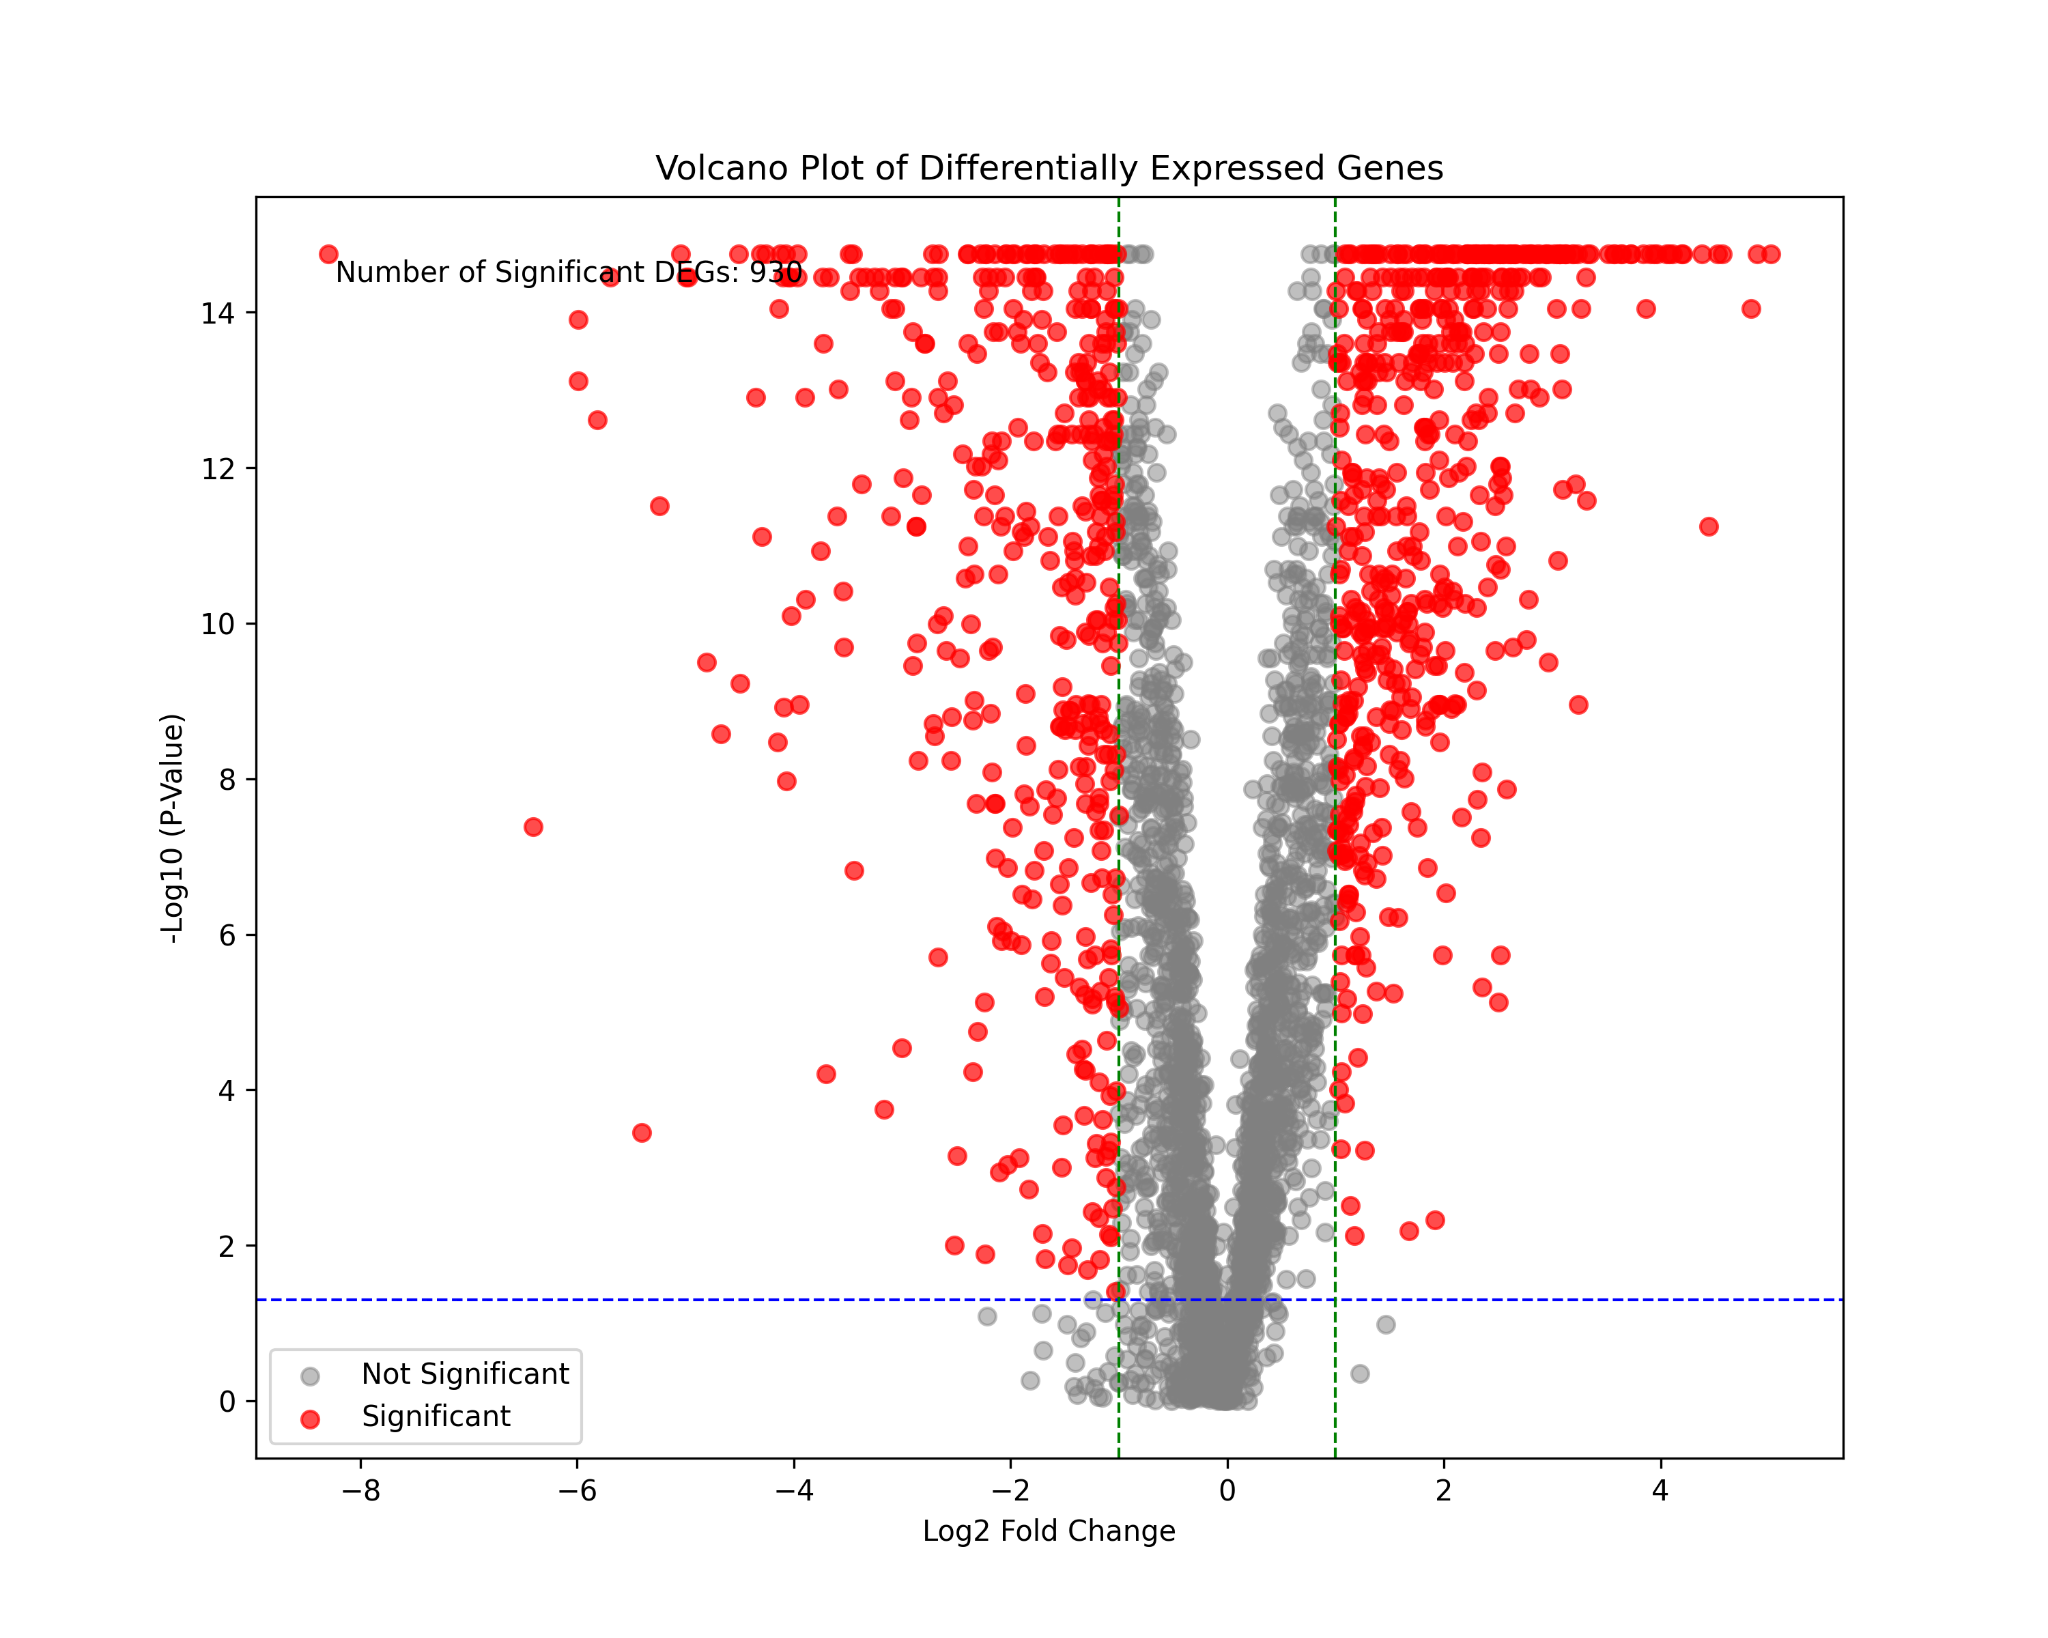 Volcano Plot of Differentially Expressed Genes
Number of Significant DEGs: 930
-Log10 (P-Value)
14
12
10
8
6
4
2
0
Not Significant
Significant
−8 −6 −4 −2 0 2 4
Log2 Fold Change